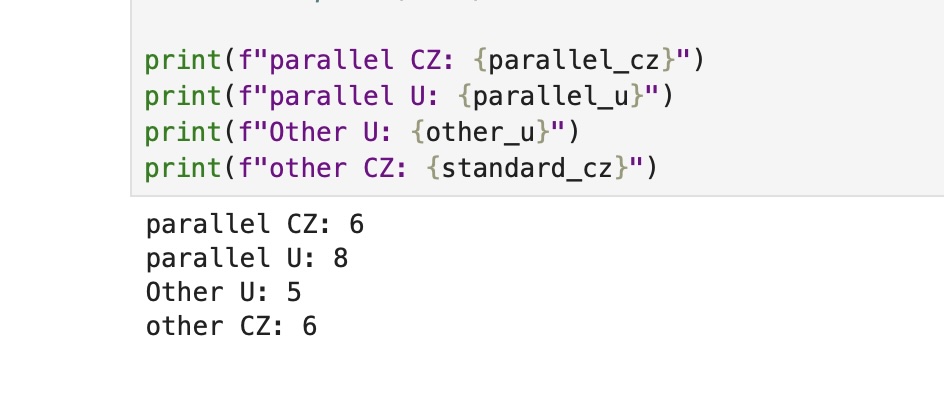 print(f"parallel CZ: {parallel_cz}")
print(f"parallel U: {parallel_u}")
print(f"Other U: {other_u}")
print(f"other CZ: {standard_cz}")
parallel CZ: 6
parallel U: 8
Other U: 5
other CZ: 6